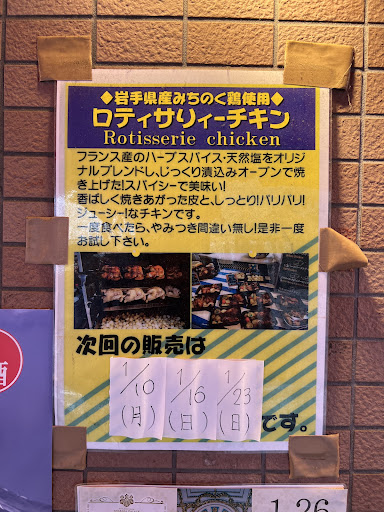 ◆岩手県産みちのく鶏使用◆
ロティサリィーチキン
Rotisserie chicken
フランス産のハーブスパイス・天然塩をオリジ
ナルブレンドし、じっくり漬込みオーブンで焼
き上げた!スパイシーで美味い!
香ばしく焼きあがった皮と、しっとり!パリパリ!
ジューシー!なチキンです。
一度食べたら、やみつき間違い無し!是非一度
お試し下さい。
次回の販売は
1/10 1/16 1/23
(月) (日) (日) です。
酒
1.26